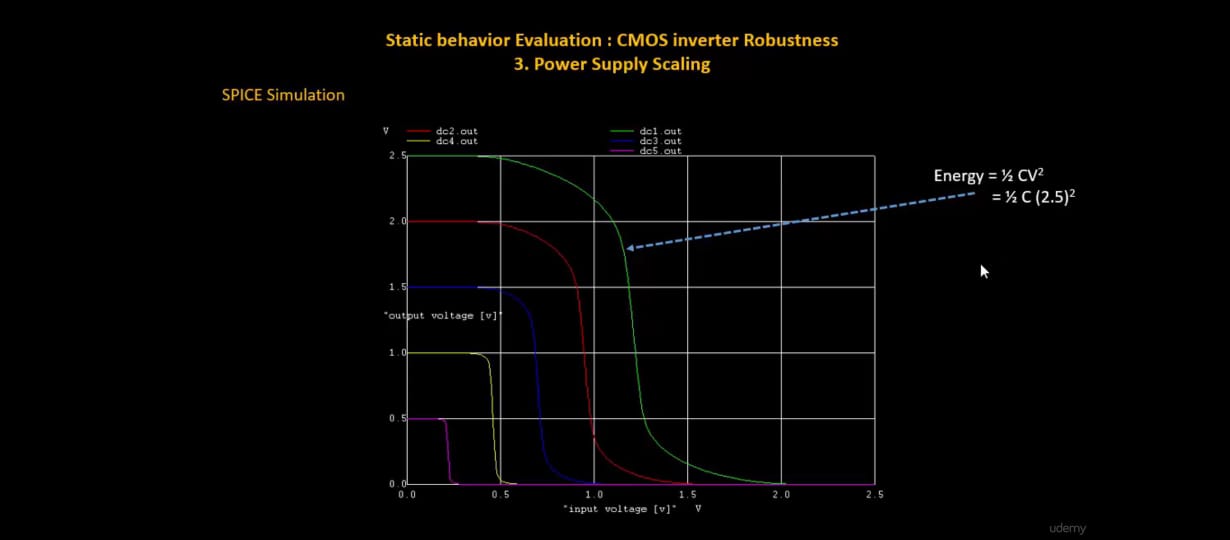 Static behavior Evaluation : CMOS inverter Robustness
3. Power Supply Scaling
SPICE Simulation
V
dc2.out
dc1.out
dc4.out
dc3.out
dc5.out
2.5
Energy = ½ CV²
= ½ C (2.5)²
2.0
1.5
"output voltage [v]"
1.0
0.5
0.0
0.0 0.5 1.0 1.5 2.0 2.5
"input voltage [v]" V
udemy